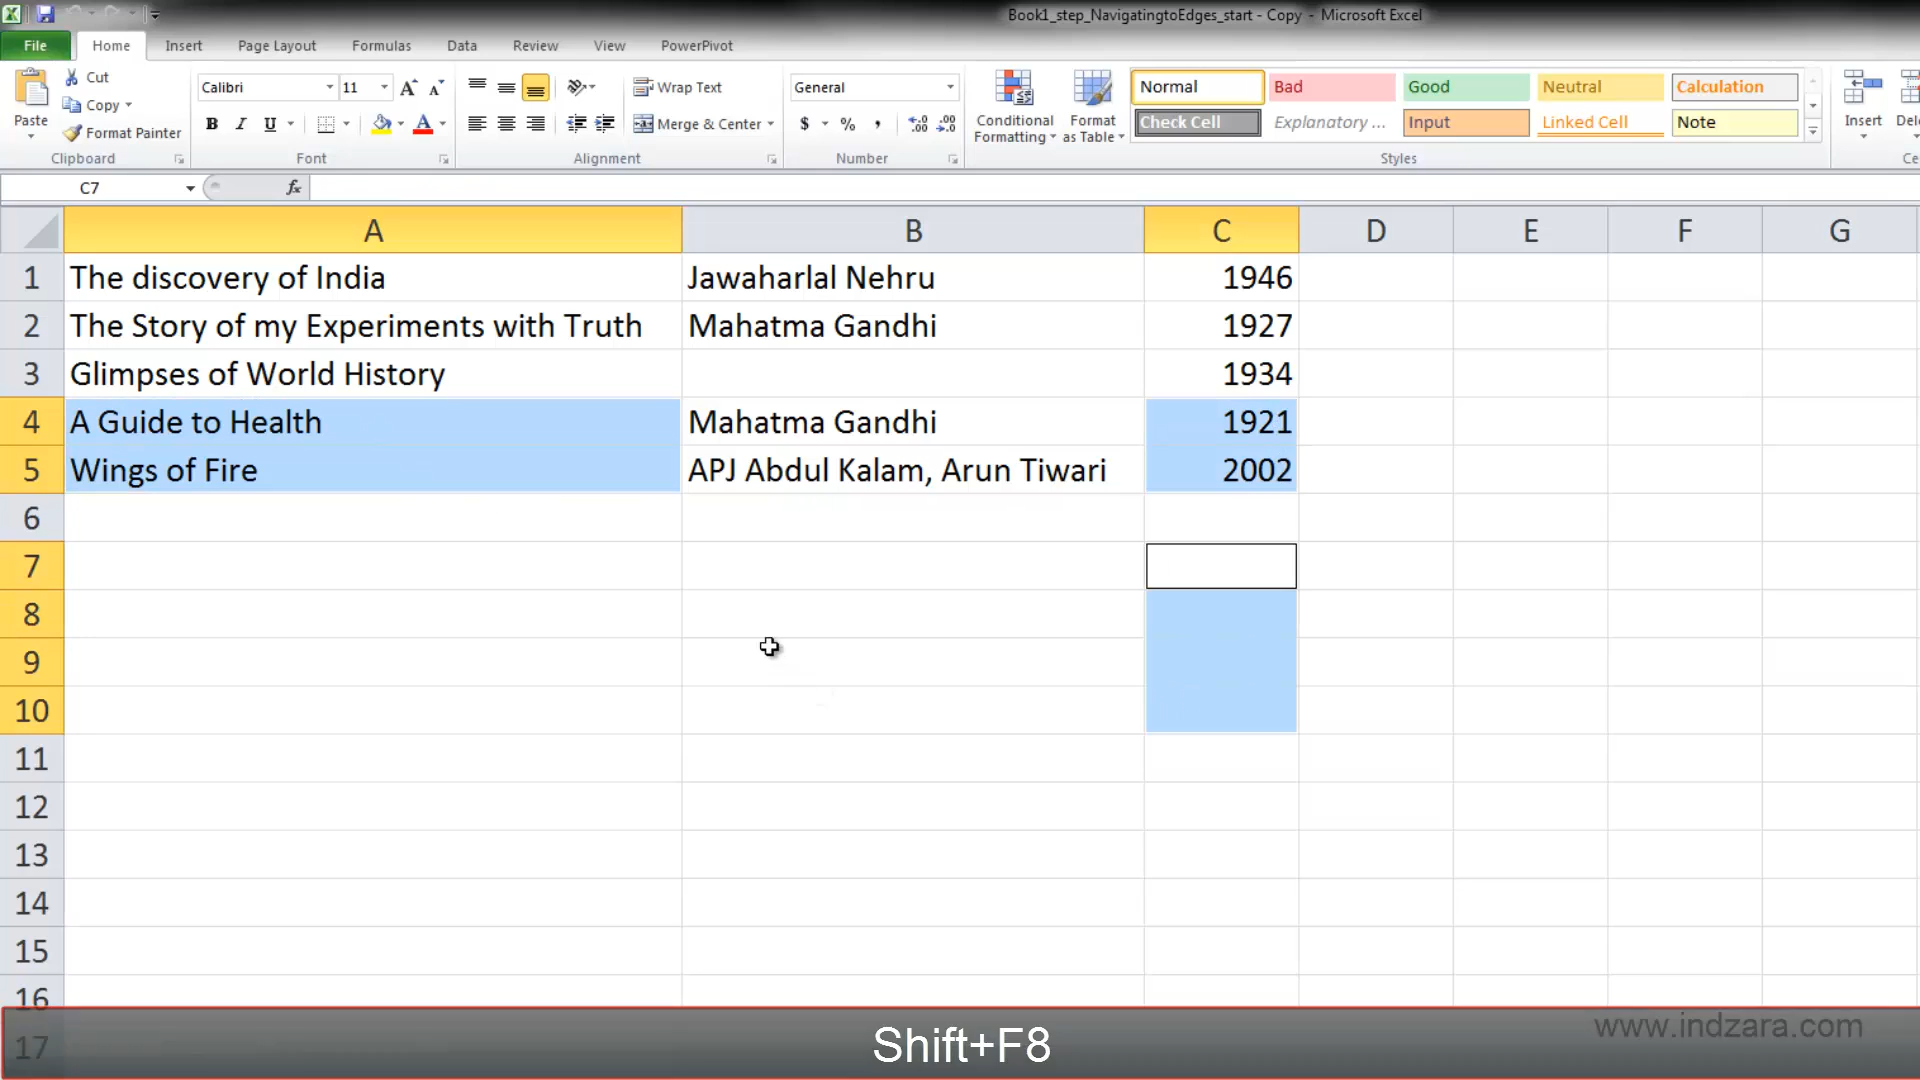 Book1_step_NavigatingtoEdges_start - Copy - Microsoft Excel
File Home Insert Page Layout Formulas Data Review View PowerPivot
Paste
Cut
Copy
Format Painter
Clipboard
Calibri 11
B I U A
Font
Wrap Text
Merge & Center
Alignment
General
$ % ,
Number
Conditional Formatting
Format as Table
Normal Bad Good Neutral Calculation
Check Cell Explanatory ... Input Linked Cell Note
Styles
Insert
C7 fx
A B C D E F G
1 The discovery of India Jawaharlal Nehru 1946
2 The Story of my Experiments with Truth Mahatma Gandhi 1927
3 Glimpses of World History 1934
4 A Guide to Health Mahatma Gandhi 1921
5 Wings of Fire APJ Abdul Kalam, Arun Tiwari 2002
6
7
8
9
10
11
12
13
14
15
16
17
www.indzara.com
Shift+F8